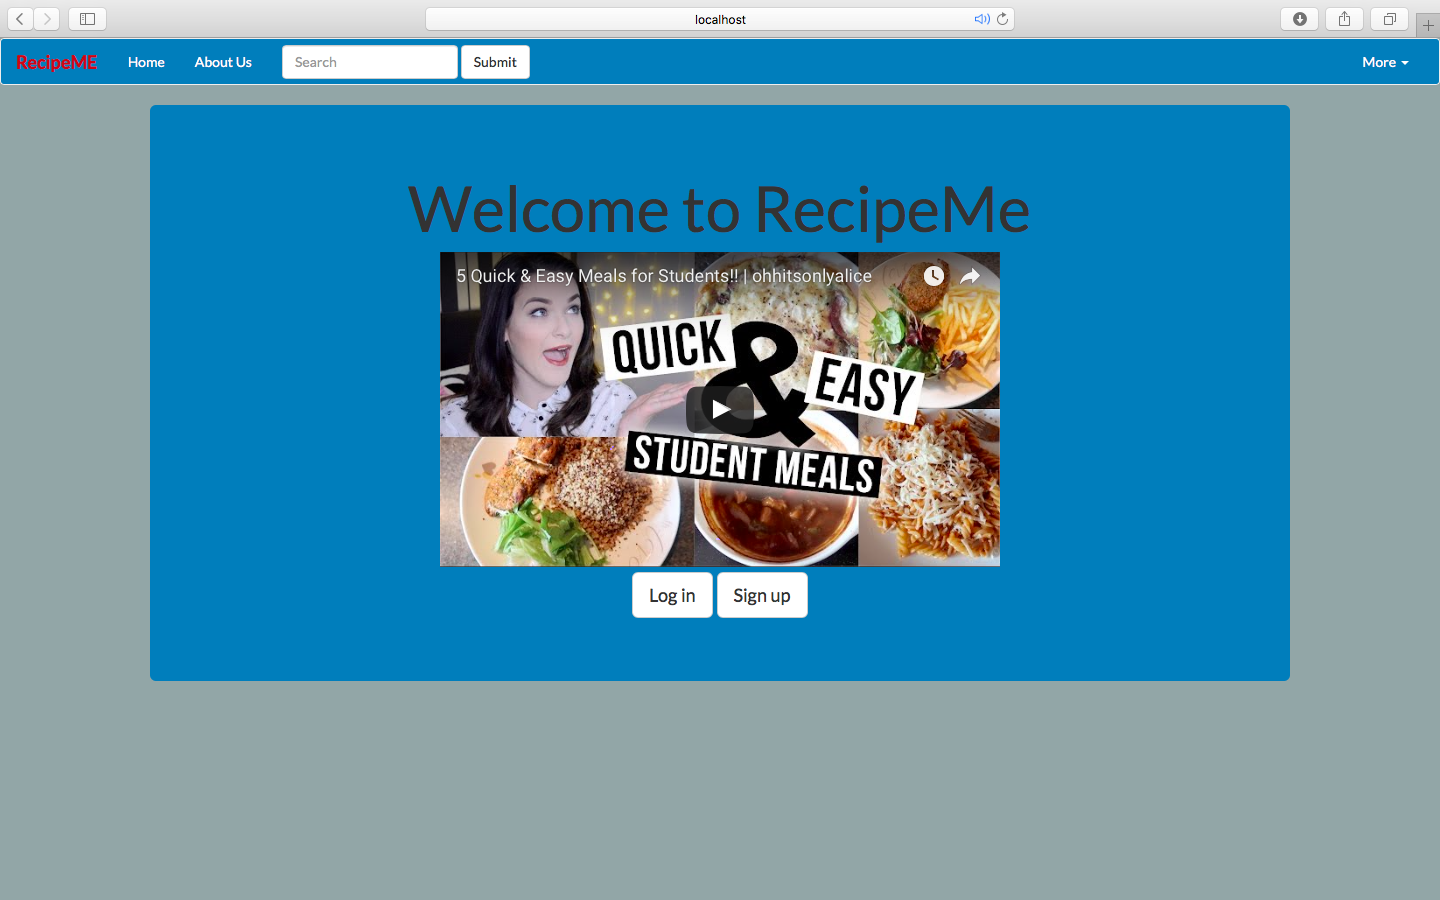 localhost
RecipeME Home About Us Search Submit More
Welcome to RecipeMe
5 Quick & Easy Meals for Students!! | ohhitsonlyalice
QUICK
&
EASY
STUDENT MEALS
Log in Sign up